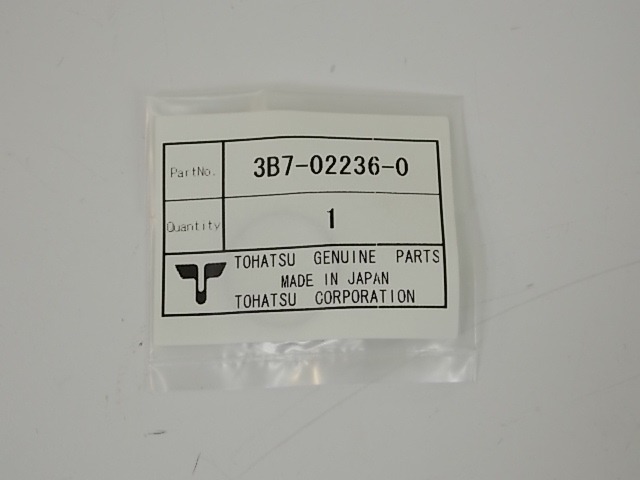 PartNo. 3B7-02236-0
Quantity 1
TOHATSU GENUINE PARTS
MADE IN JAPAN
TOHATSU CORPORATION